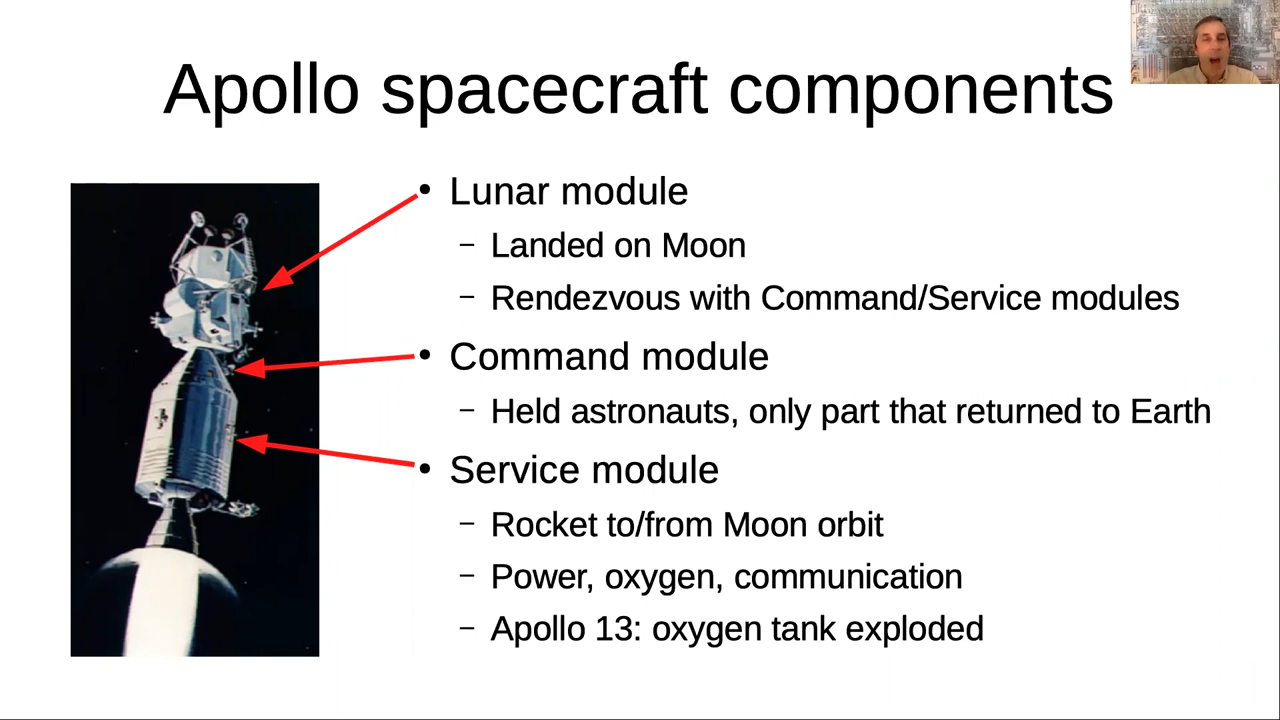 Apollo spacecraft components
• Lunar module
– Landed on Moon
– Rendezvous with Command/Service modules
• Command module
– Held astronauts, only part that returned to Earth
• Service module
– Rocket to/from Moon orbit
– Power, oxygen, communication
– Apollo 13: oxygen tank exploded